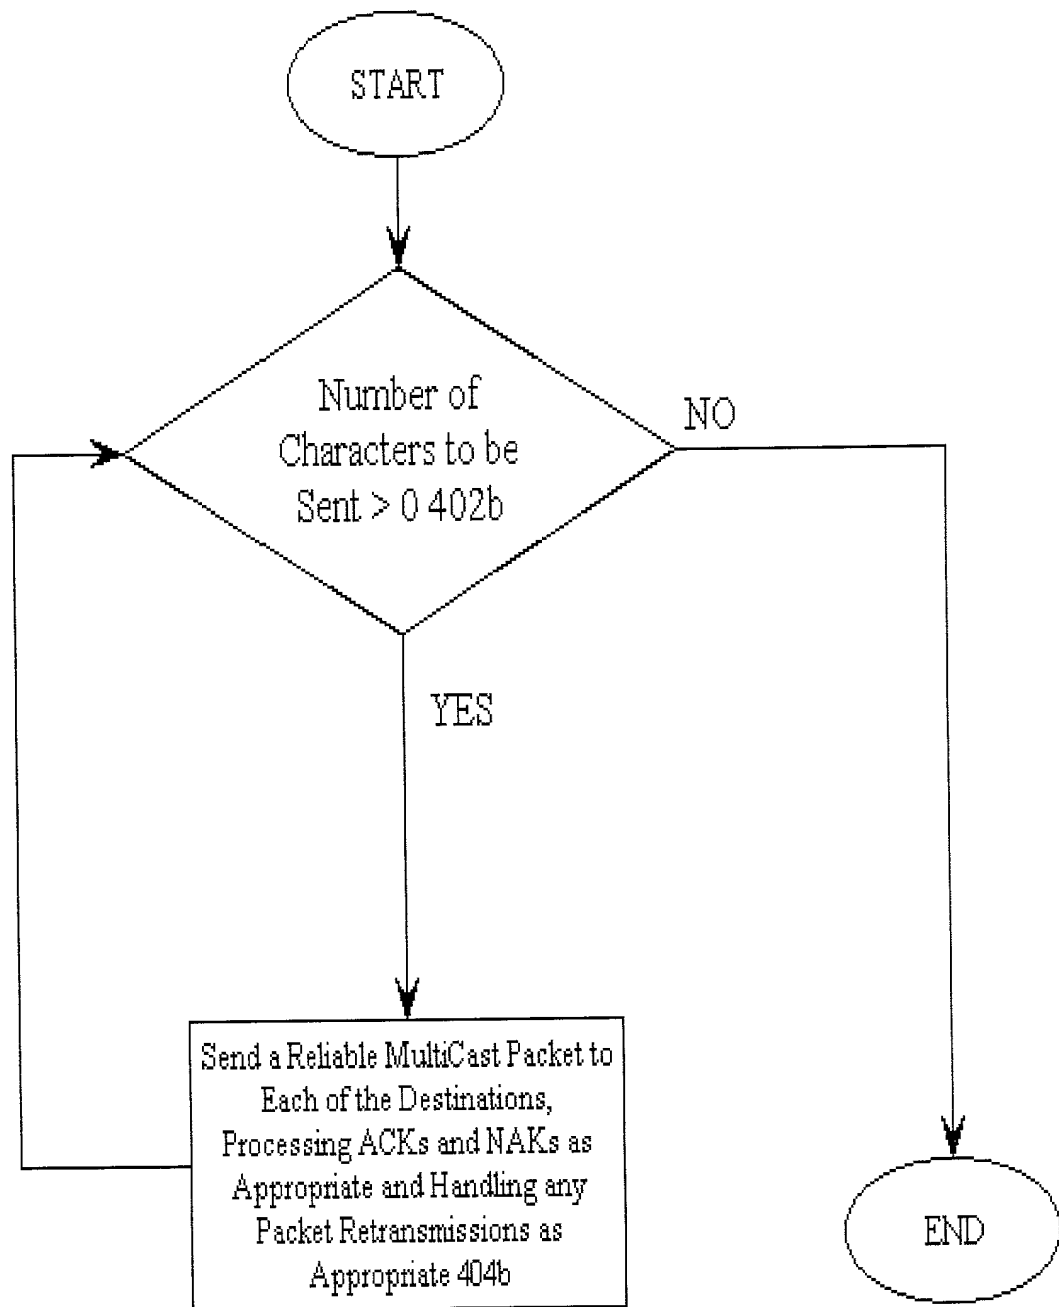 START
Number of
Characters to be
Sent > 0 402b
NO
YES
Send a Reliable MultiCast Packet to
Each of the Destinations,
Processing ACKs and NAKs as
Appropriate and Handling any
Packet Retransmissions as
Appropriate 404b
END